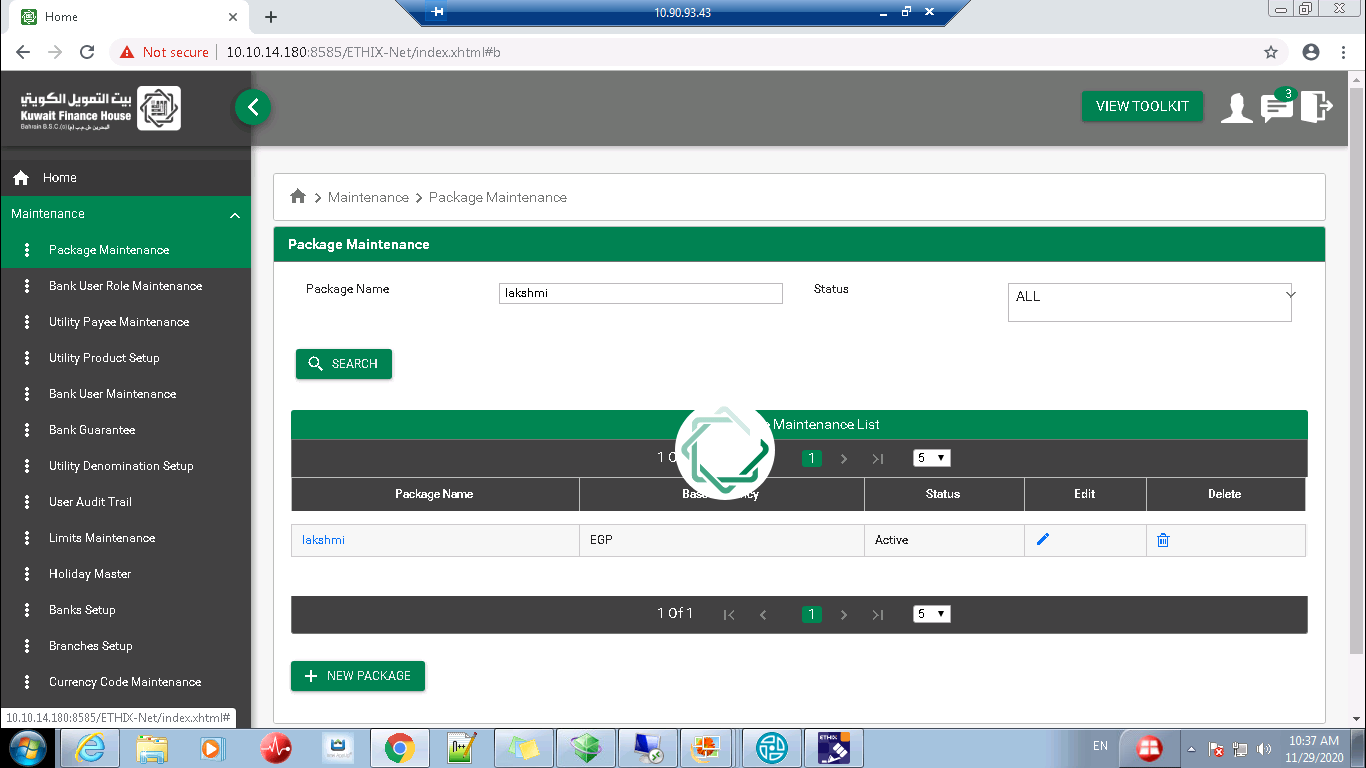 Home
10.90.93.43
Not secure
10.10.14.180:8585/ETHIX-Net/index.xhtml#b
بيت التمويل الكويتي
Kuwait Finance House
VIEW TOOLKIT
3
Home
Maintenance
Package Maintenance
Bank User Role Maintenance
Utility Payee Maintenance
Utility Product Setup
Bank User Maintenance
Bank Guarantee
Utility Denomination Setup
User Audit Trail
Limits Maintenance
Holiday Master
Banks Setup
Branches Setup
Currency Code Maintenance
Maintenance
Package Maintenance
Package Maintenance
Package Name
lakshmi
Status
ALL
SEARCH
Maintenance List
1
5
Package Name
Status
Edit
Delete
lakshmi
EGP
Active
1 Of 1
1
5
NEW PACKAGE
10.10.14.180:8585/ETHIX-Net/index.xhtml#
EN
10:37 AM
11/29/2020